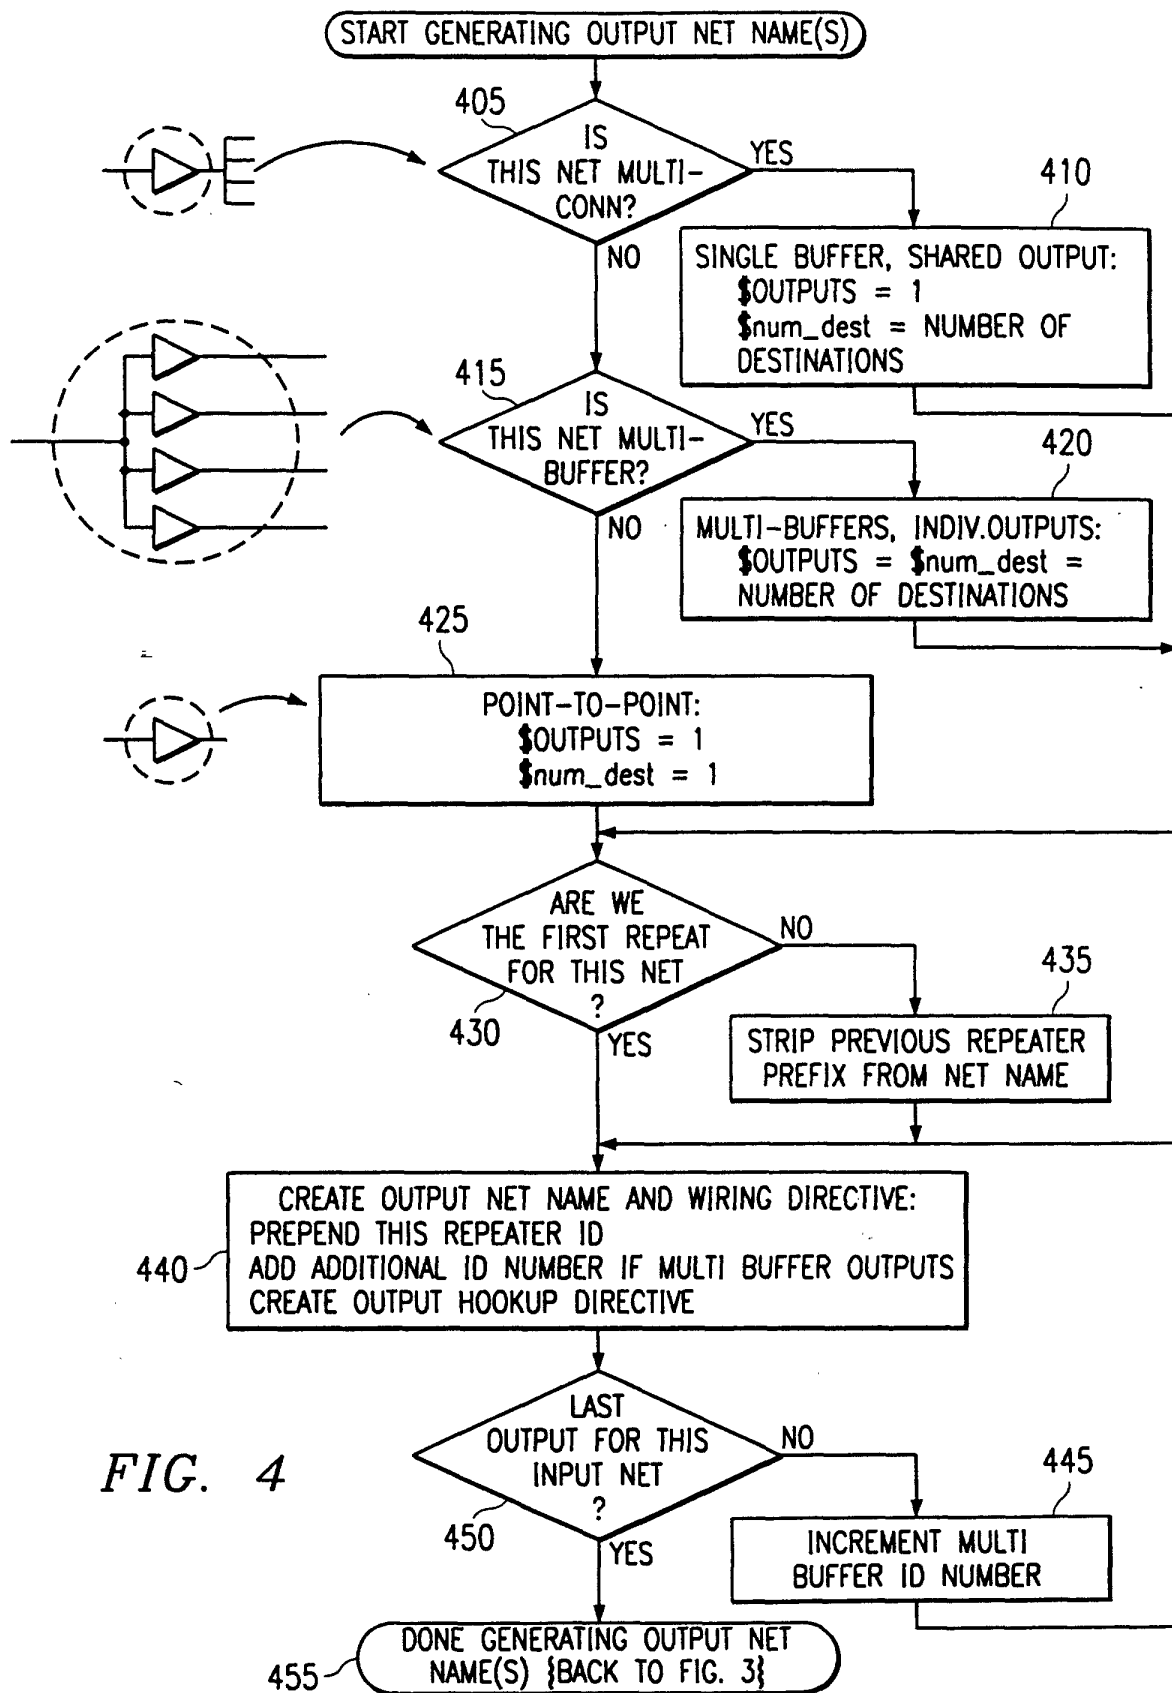 START GENERATING OUTPUT NET NAME(S)
405
IS
THIS NET MULTI-
CONN?
YES
NO
410
SINGLE BUFFER, SHARED OUTPUT:
$OUTPUTS = 1
$num_dest = NUMBER OF
DESTINATIONS
415
IS
THIS NET MULTI-
BUFFER?
YES
NO
420
MULTI-BUFFERS, INDIV.OUTPUTS:
$OUTPUTS = $num_dest =
NUMBER OF DESTINATIONS
425
POINT-TO-POINT:
$OUTPUTS = 1
$num_dest = 1
ARE WE
THE FIRST REPEAT
FOR THIS NET
?
430
NO
YES
435
STRIP PREVIOUS REPEATER
PREFIX FROM NET NAME
440
CREATE OUTPUT NET NAME AND WIRING DIRECTIVE:
PREPEND THIS REPEATER ID
ADD ADDITIONAL ID NUMBER IF MULTI BUFFER OUTPUTS
CREATE OUTPUT HOOKUP DIRECTIVE
LAST
OUTPUT FOR THIS
INPUT NET
?
450
NO
YES
445
INCREMENT MULTI
BUFFER ID NUMBER
455
DONE GENERATING OUTPUT NET
NAME(S) {BACK TO FIG. 3}
FIG. 4